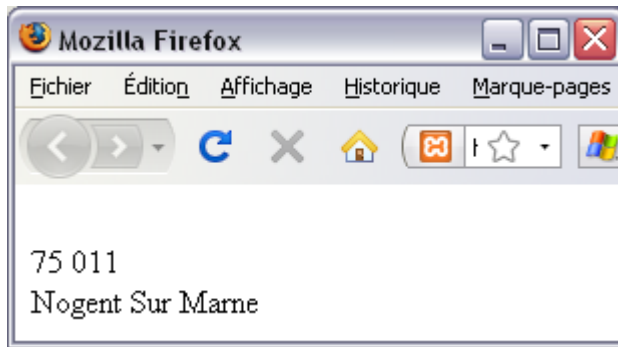 Mozilla Firefox
Fichier Édition Affichage Historique Marque-pages
75 011
Nogent Sur Marne